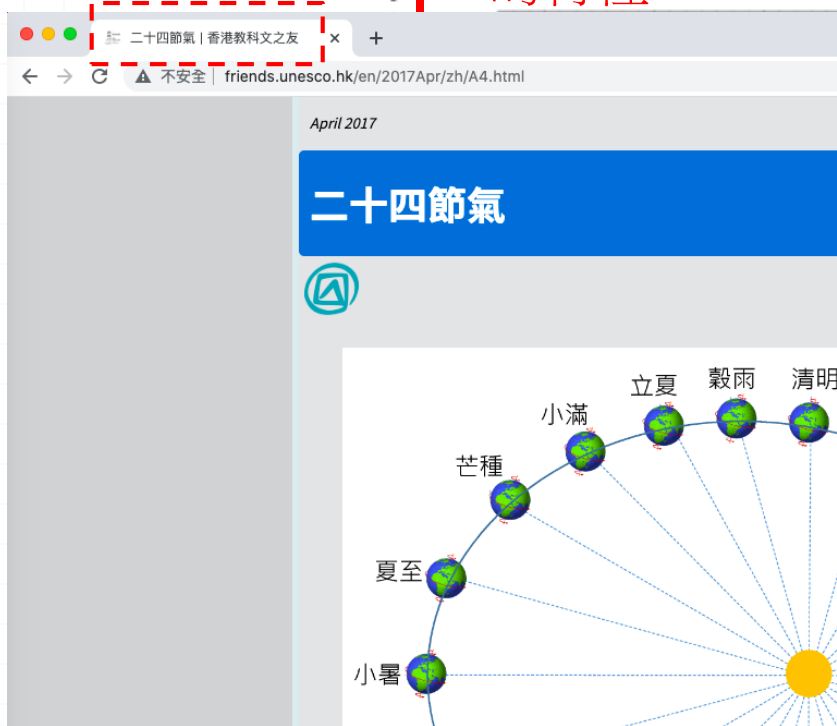 二十四節氣 | 香港教科文之友
不安全 | friends.unesco.hk/en/2017Apr/zh/A4.html
April 2017
二十四節氣
立夏 穀雨 清明
小滿
芒種
夏至
小暑